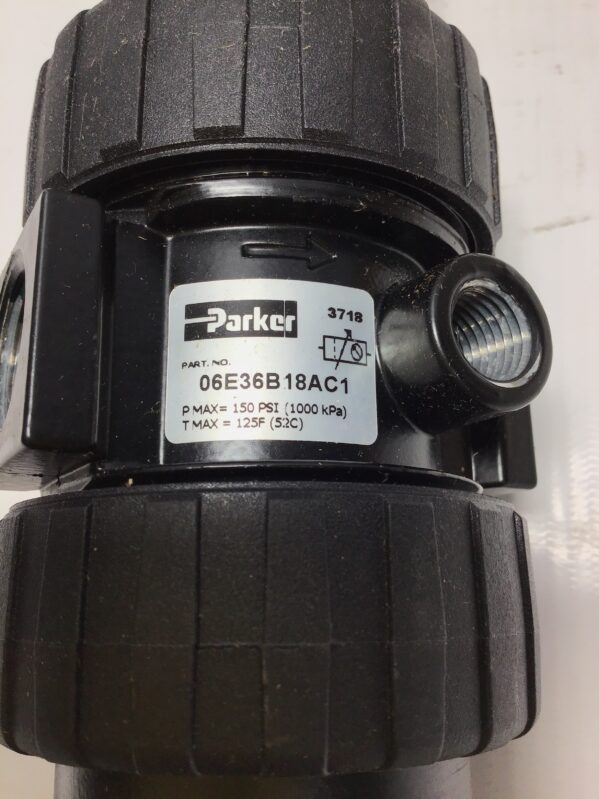 Parker 3718
PART. NO.
06E36B18AC1
P MAX= 150 PSI (1000 kPa)
T MAX = 125F (52C)